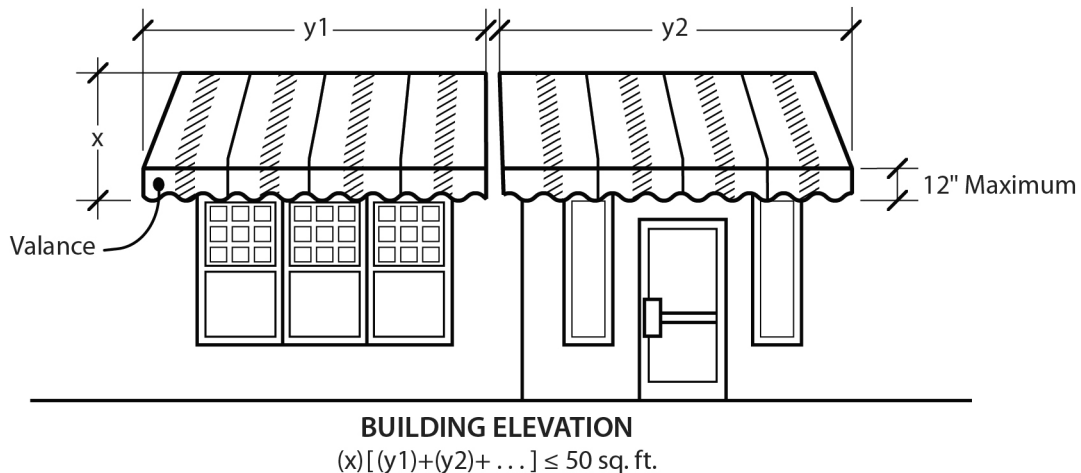 y1
y2
x
12" Maximum
Valance
BUILDING ELEVATION
(x)[(y1)+(y2)+ . . . ] ≤ 50 sq. ft.